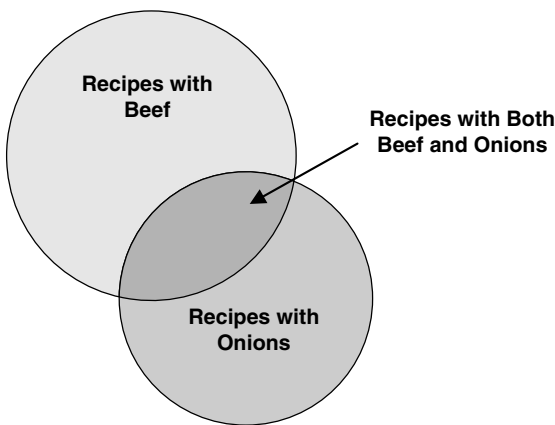 Recipes with
Beef
Recipes with Both
Beef and Onions
Recipes with
Onions